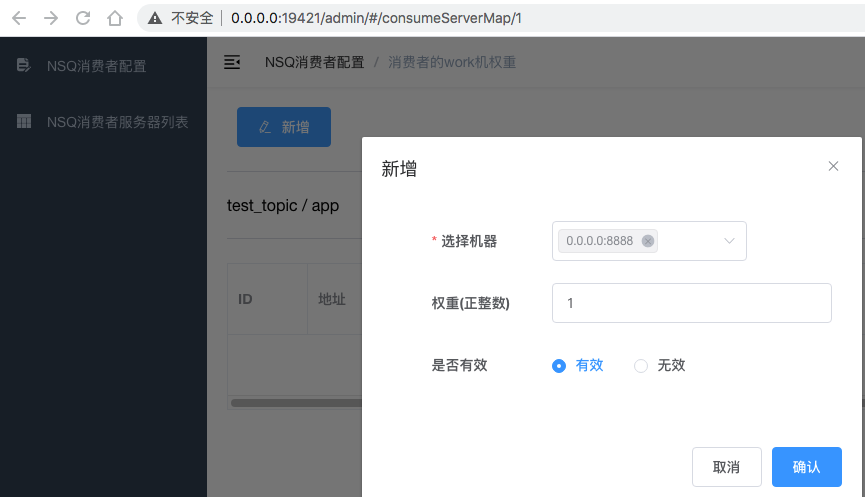 不安全 | 0.0.0.0:19421/admin/#/consumeServerMap/1
NSQ消费者配置
NSQ消费者服务器列表
NSQ消费者配置 / 消费者的work机权重
新增
test_topic / app
ID 地址
新增
* 选择机器 0.0.0.0:8888
权重(正整数) 1
是否有效 有效 无效
取消 确认